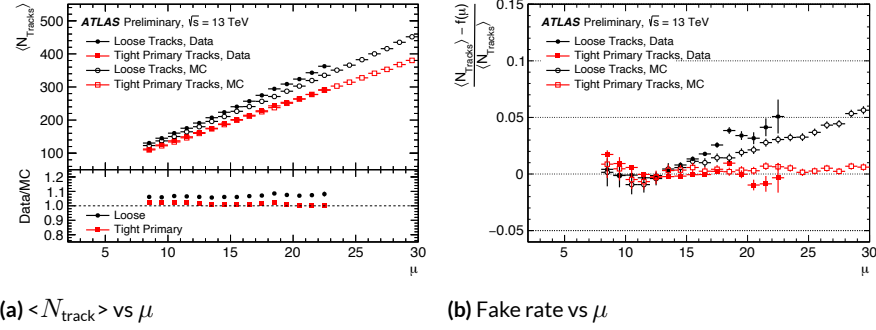 ATLAS Preliminary, √s = 13 TeV
Loose Tracks, Data
Tight Primary Tracks, Data
Loose Tracks, MC
Tight Primary Tracks, MC
⟨N_Tracks⟩
500
400
300
200
100
Data/MC
1.2
1.1
1.0
0.9
0.8
Loose
Tight Primary
5 10 15 20 25 30
μ
(a) <N_track> vs μ
ATLAS Preliminary, √s = 13 TeV
Loose Tracks, Data
Tight Primary Tracks, Data
Loose Tracks, MC
Tight Primary Tracks, MC
⟨N_Tracks⟩ − f(μ)
⟨N_Tracks⟩
0.15
0.1
0.05
0
−0.05
5 10 15 20 25 30
μ
(b) Fake rate vs μ